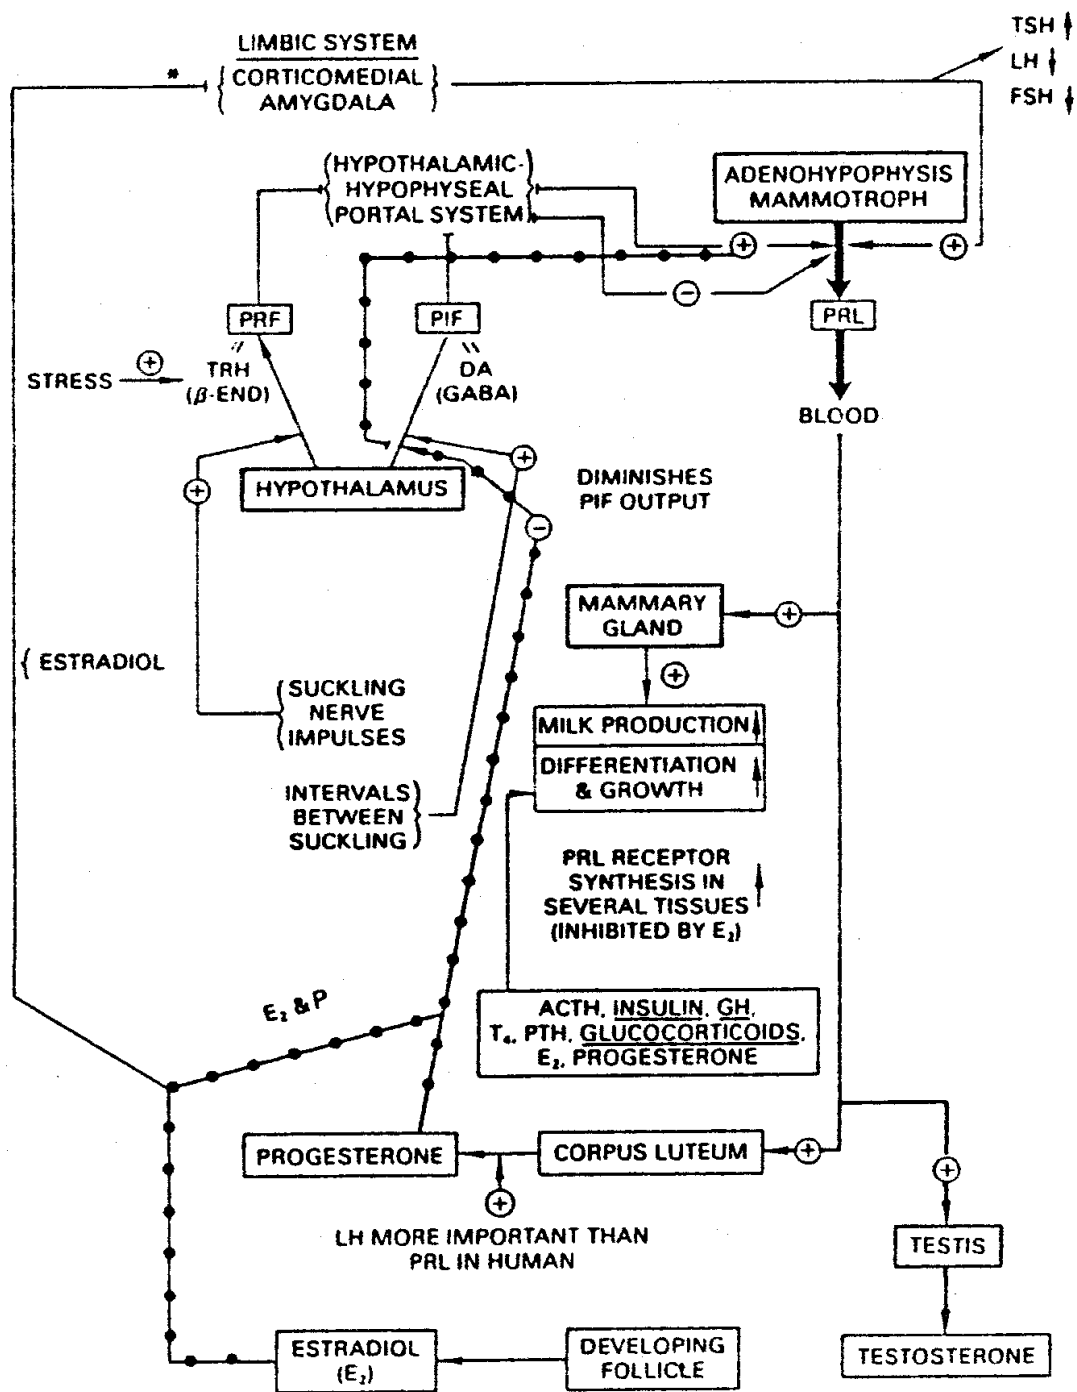 TSH ↑
LH ↓
FSH ↓
LIMBIC SYSTEM
* { CORTICOMEDIAL }
AMYGDALA
(HYPOTHALAMIC-
HYPOPHYSEAL
PORTAL SYSTEM)
ADENOHYPOPHYSIS
MAMMOTROPH
+
+
−
PRF
PIF
PRL
"
TRH
(β-END)
\\
DA
(GABA)
STRESS
+
BLOOD
+
+
HYPOTHALAMUS
DIMINISHES
PIF OUTPUT
−
MAMMARY
GLAND
+
+
{ ESTRADIOL
SUCKLING
NERVE
IMPULSES
MILK PRODUCTION ↑
DIFFERENTIATION
& GROWTH ↑
INTERVALS
BETWEEN
SUCKLING
PRL RECEPTOR
SYNTHESIS IN
SEVERAL TISSUES ↑
(INHIBITED BY E₂)
E₂ & P
ACTH, INSULIN, GH,
T₄, PTH, GLUCOCORTICOIDS,
E₂, PROGESTERONE
PROGESTERONE
CORPUS LUTEUM
+
+
+
LH MORE IMPORTANT THAN
PRL IN HUMAN
TESTIS
ESTRADIOL
(E₂)
DEVELOPING
FOLLICLE
TESTOSTERONE